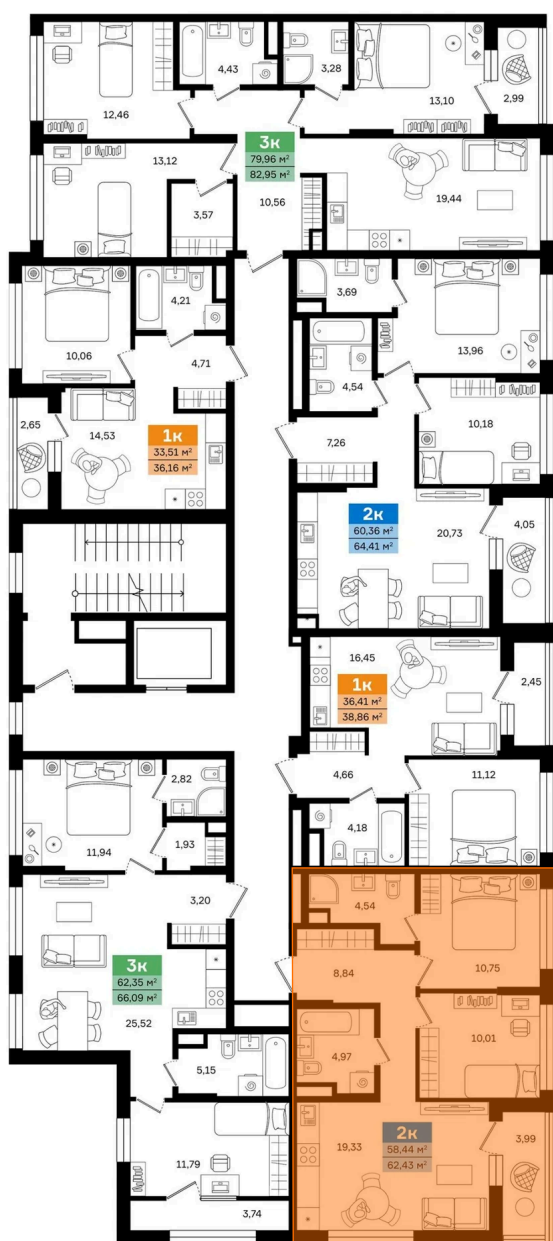 4,43
3,28
12,46
13,10
2,99
3к
79,96 м²
82,95 м²
13,12
19,44
3,57
10,56
4,21
3,69
10,06
4,71
13,96
4,54
2,65
14,53
1к
33,51 м²
36,16 м²
7,26
10,18
2к
60,36 м²
64,41 м²
20,73
4,05
16,45
1к
36,41 м²
38,86 м²
2,45
2,82
4,66
11,12
11,94
1,93
4,18
3,20
4,54
3к
62,35 м²
66,09 м²
8,84
10,75
25,52
4,97
10,01
5,15
2к
58,44 м²
62,43 м²
19,33
3,99
11,79
3,74